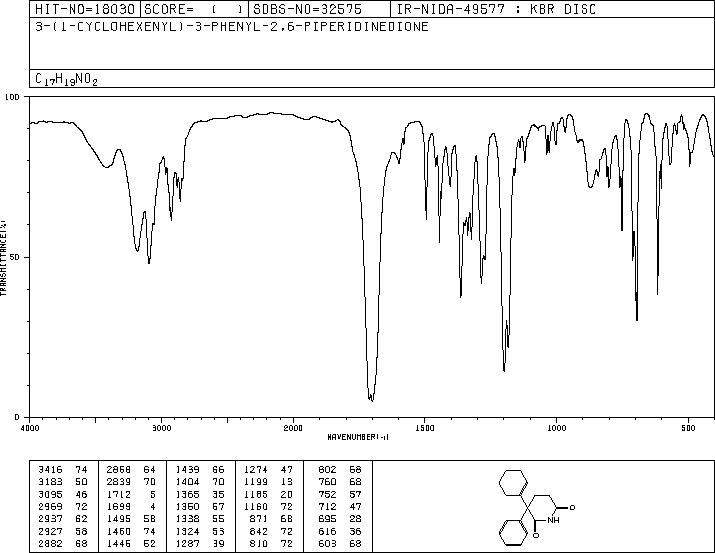 HIT-NO=18030 SCORE= ( ) SDBS-NO=32575 IR-NIDA-49577 : KBR DISC
3-(1-CYCLOHEXENYL)-3-PHENYL-2,6-PIPERIDINEDIONE
C17H19NO2
100
50
0
TRANSMITTANCE(%)
4000 3000 2000 1500 1000 500
WAVENUMBER(-1)
3416 74 2868 64 1439 66 1274 47 802 68
3183 50 2839 70 1404 70 1199 13 760 68
3095 46 1712 5 1365 35 1185 20 752 57
2969 72 1699 4 1350 67 1160 72 712 47
2937 62 1495 58 1338 55 871 68 695 28
2927 58 1460 74 1324 53 842 72 616 36
2882 68 1446 52 1287 39 810 72 603 68
O
O
NH